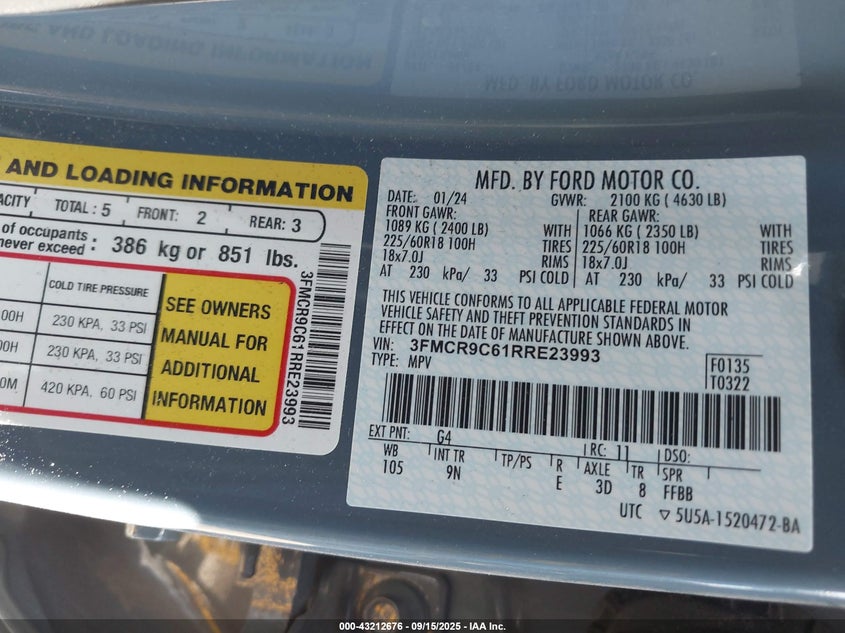 AND LOADING INFORMATION
TOTAL : 5 FRONT: 2 REAR: 3
of occupants
never exceed : 386 kg or 851 lbs.
COLD TIRE PRESSURE
00H 230 KPA, 33 PSI
00H 230 KPA, 33 PSI
0M 420 KPA, 60 PSI
SEE OWNERS
MANUAL FOR
ADDITIONAL
INFORMATION
3FMCR9C61RRE23993
MFD. BY FORD MOTOR CO.
DATE: 01/24 GVWR: 2100 KG ( 4630 LB)
FRONT GAWR: REAR GAWR:
1089 KG ( 2400 LB) WITH 1066 KG ( 2350 LB) WITH
225/60R18 100H TIRES 225/60R18 100H TIRES
18x7.0J RIMS 18x7.0J RIMS
AT 230 kPa/ 33 PSI COLD AT 230 kPa/ 33 PSI COLD
THIS VEHICLE CONFORMS TO ALL APPLICABLE FEDERAL MOTOR
VEHICLE SAFETY AND THEFT PREVENTION STANDARDS IN
EFFECT ON THE DATE OF MANUFACTURE SHOWN ABOVE.
VIN: 3FMCR9C61RRE23993
TYPE: MPV
F0135
T0322
EXT PNT: G4 RC: 11 DSO:
WB INT TR TP/PS R AXLE TR SPR
105 9N E 3D 8 FFBB
UTC ▽ 5U5A-1520472-BA
000-43212676 - 09/15/2025 - IAA Inc.